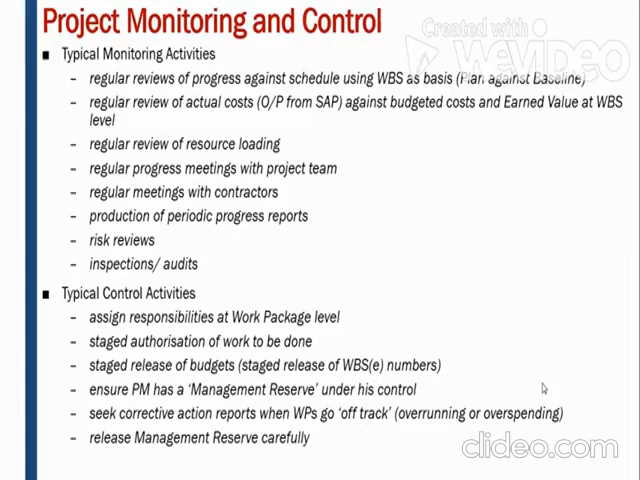 Project Monitoring and Control
Created with
WEVIDEO
■ Typical Monitoring Activities
– regular reviews of progress against schedule using WBS as basis (Plan against Baseline)
– regular review of actual costs (O/P from SAP) against budgeted costs and Earned Value at WBS
level
– regular review of resource loading
– regular progress meetings with project team
– regular meetings with contractors
– production of periodic progress reports
– risk reviews
– inspections/ audits
■ Typical Control Activities
– assign responsibilities at Work Package level
– staged authorisation of work to be done
– staged release of budgets (staged release of WBS(e) numbers)
– ensure PM has a ‘Management Reserve’ under his control
– seek corrective action reports when WPs go ‘off track’ (overrunning or overspending)
– release Management Reserve carefully
clideo.com